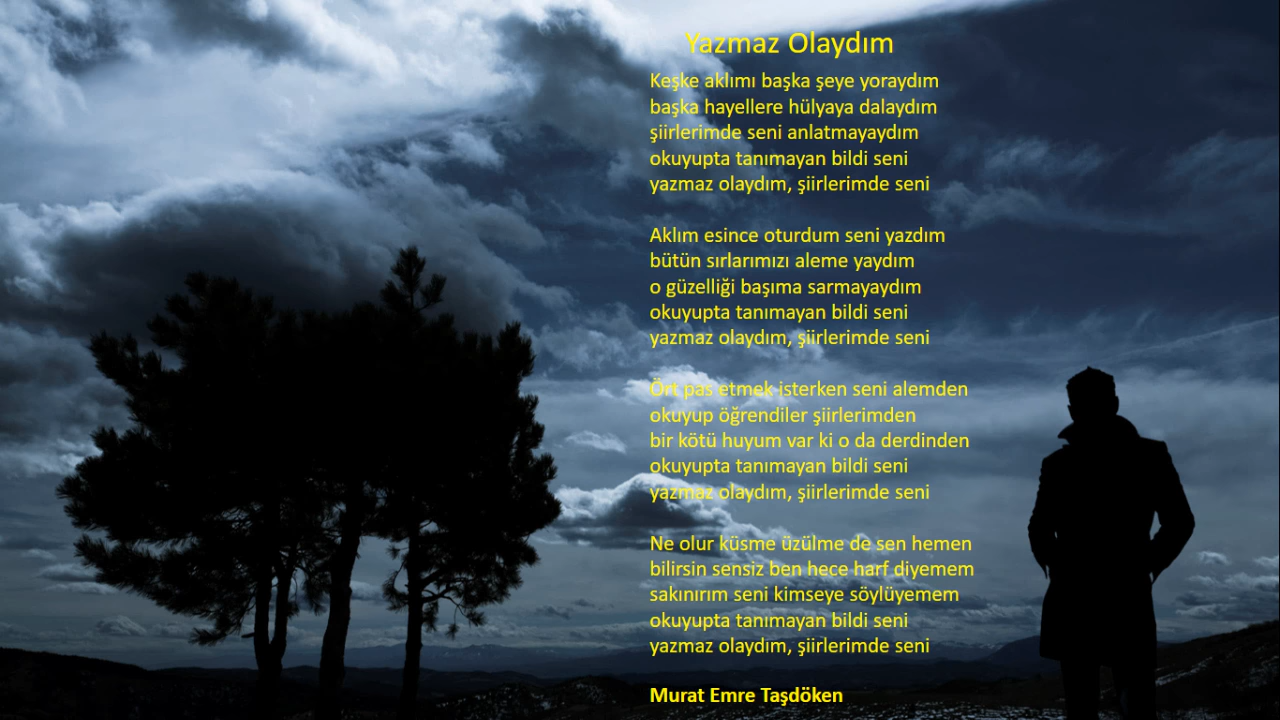 Yazmaz Olaydım
Keşke aklımı başka şeye yoraydım
başka hayellere hülyaya dalaydım
şiirlerimde seni anlatmayaydım
okuyupta tanımayan bildi seni
yazmaz olaydım, şiirlerimde seni
Aklım esince oturdum seni yazdım
bütün sırlarımızı aleme yaydım
o güzelliği başıma sarmayaydım
okuyupta tanımayan bildi seni
yazmaz olaydım, şiirlerimde seni
Ört pas etmek isterken seni alemden
okuyup öğrendiler şiirlerimden
bir kötü huyum var ki o da derdinden
okuyupta tanımayan bildi seni
yazmaz olaydım, şiirlerimde seni
Ne olur küsme üzülme de sen hemen
bilirsin sensiz ben hece harf diyemem
sakınırım seni kimseye söylüyemem
okuyupta tanımayan bildi seni
yazmaz olaydım, şiirlerimde seni
Murat Emre Taşdöken